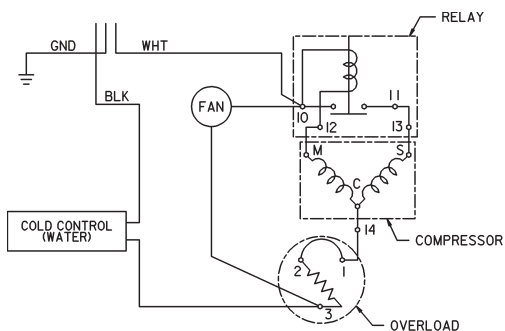 RELAY
GND
WHT
BLK
FAN
10
11
12
13
M
S
C
COLD CONTROL
(WATER)
14
COMPRESSOR
2
1
3
OVERLOAD